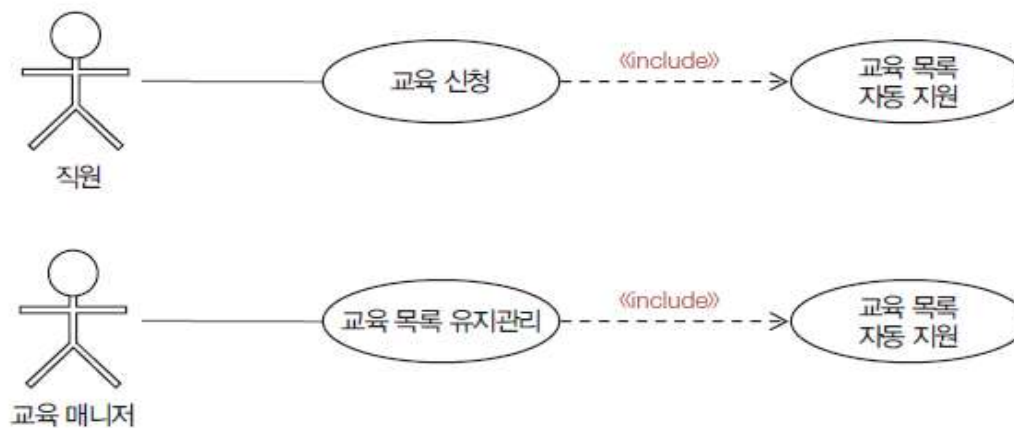 교육 신청
《include》
교육 목록
자동 지원
직원
교육 목록 유지관리
《include》
교육 목록
자동 지원
교육 매니저